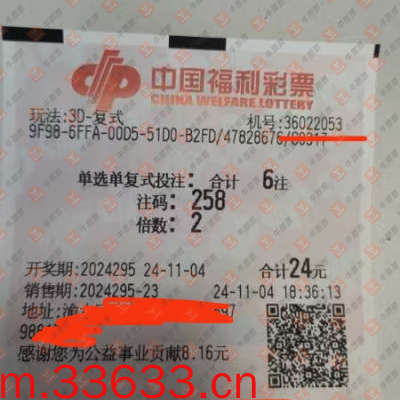 中国福利彩票
CHINA WELFARE LOTTERY
玩法:3D-复式 机号:36022053
9F98-6FFA-00D5-51D0-B2FD/47828676/C0317
单选单复式投注: 合计 6注
注码: 258
倍数: 2
开奖期:2024295 24-11-04 合计24元
销售期:2024295-23 24-11-04 18:36:13
地址:渝
感谢您为公益事业贡献8.16元
m.33633.cn